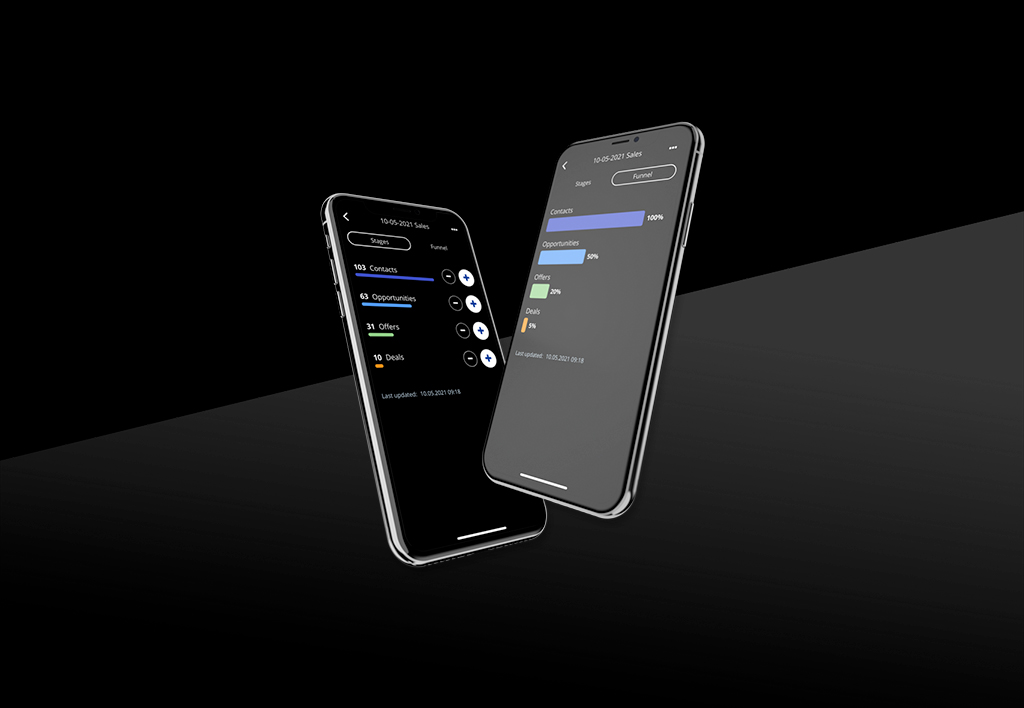 10-05-2021 Sales
Stages
Funnel
103 Contacts
63 Opportunities
31 Offers
10 Deals
Last updated: 10.05.2021 09:18
10-05-2021 Sales
Stages
Funnel
Contacts
100%
Opportunities
50%
Offers
20%
Deals
5%
Last updated: 10.05.2021 09:18